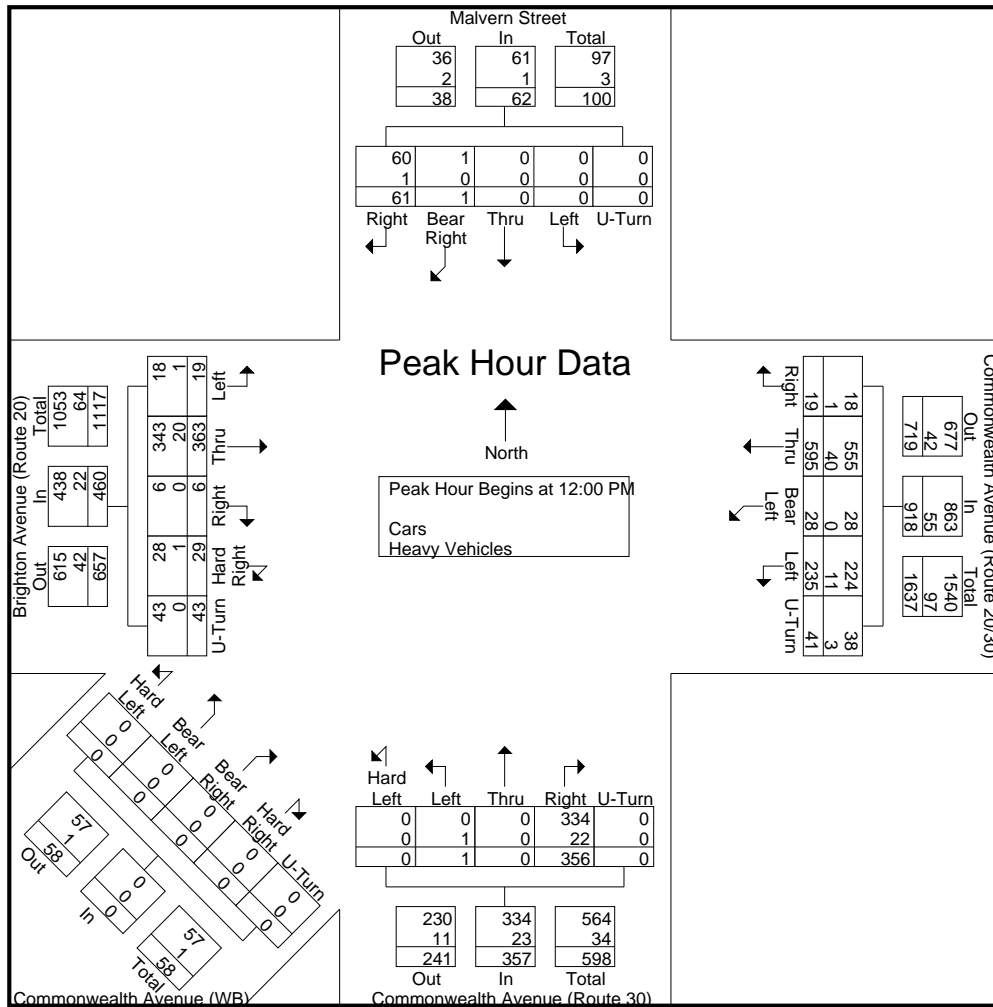 Malvern Street
Out In Total
36 61 97
2 1 3
38 62 100
60 1 0 0 0
1 0 0 0 0
61 1 0 0 0
Right Bear Right Thru Left U-Turn
Peak Hour Data
North
Peak Hour Begins at 12:00 PM
Cars
Heavy Vehicles
Brighton Avenue (Route 20)
Out In Total
615 438 1053
42 22 64
657 460 1117
43 28 6 343 18
0 1 0 20 1
43 29 6 363 19
U-Turn Hard Right Right Thru Left
Commonwealth Avenue (Route 20/30)
Out In Total
677 863 1540
42 55 97
719 918 1637
18 555 28 224 38
1 40 0 11 3
19 595 28 235 41
Right Thru Bear Left Left U-Turn
Hard Left Bear Left Bear Right Hard Right U-Turn
0 0 0 0 0
0 0 0 0 0
0 0 0 0 0
57 0 57
1 0 1
58 0 58
Out In Total
Commonwealth Avenue (WB)
Hard Left Left Thru Right U-Turn
0 0 0 334 0
0 1 0 22 0
0 1 0 356 0
230 334 564
11 23 34
241 357 598
Out In Total
Commonwealth Avenue (Route 30)